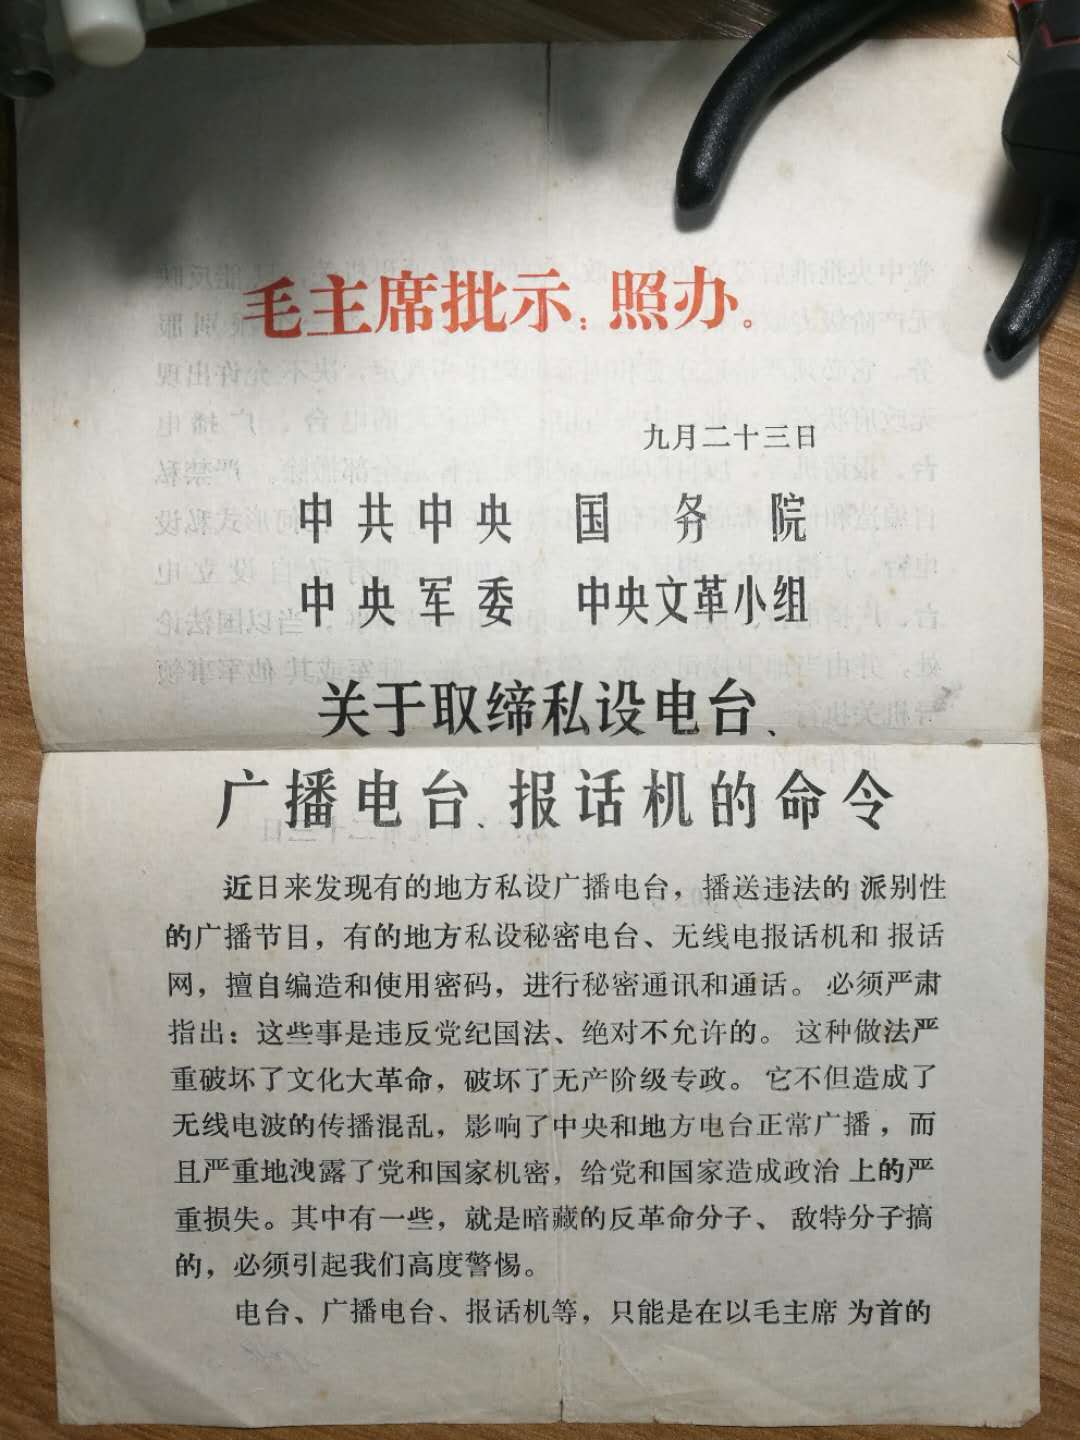 毛主席批示：照办。
九月二十三日
中共中央 国务院
中央军委 中央文革小组
关于取缔私设电台、
广播电台、报话机的命令
近日来发现有的地方私设广播电台，播送违法的派别性
的广播节目，有的地方私设秘密电台、无线电报话机和报话
网，擅自编造和使用密码，进行秘密通讯和通话。必须严肃
指出：这些事是违反党纪国法、绝对不允许的。这种做法严
重破坏了文化大革命，破坏了无产阶级专政。它不但造成了
无线电波的传播混乱，影响了中央和地方电台正常广播，而
且严重地洩露了党和国家机密，给党和国家造成政治上的严
重损失。其中有一些，就是暗藏的反革命分子、敌特分子搞
的，必须引起我们高度警惕。
电台、广播电台、报话机等，只能是在以毛主席为首的